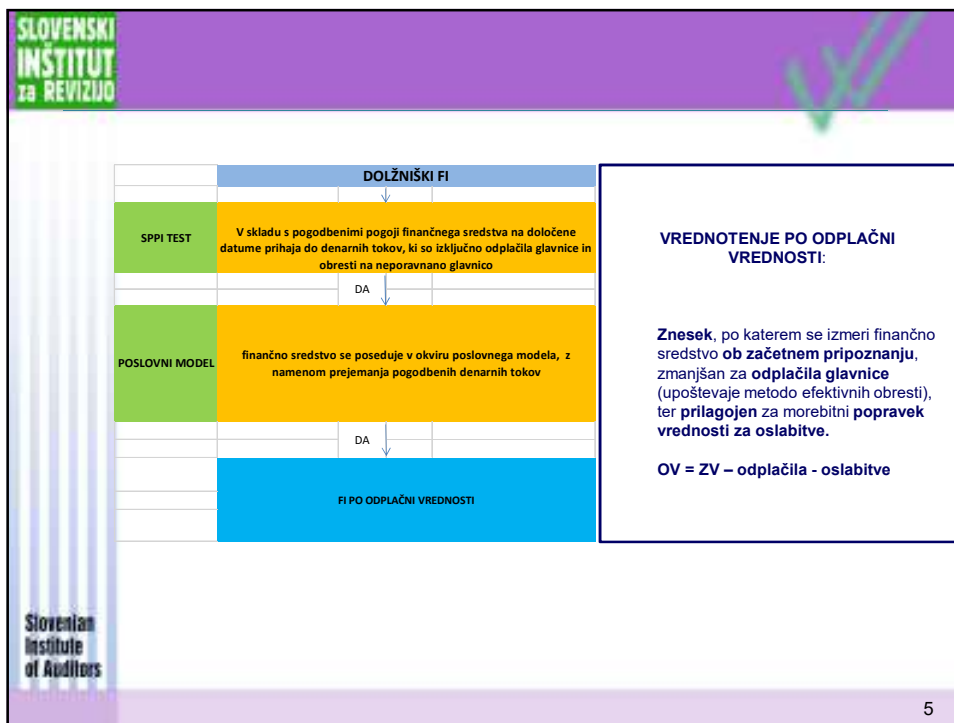 SLOVENSKI
INŠTITUT
za REVIZIJO
DOLŽNIŠKI FI
SPPI TEST
V skladu s pogodbenimi pogoji finančnega sredstva na določene
datume prihaja do denarnih tokov, ki so izključno odplačila glavnice in
obresti na neporavnano glavnico
DA
POSLOVNI MODEL
finančno sredstvo se poseduje v okviru poslovnega modela, z
namenom prejemanja pogodbenih denarnih tokov
DA
FI PO ODPLAČNI VREDNOSTI
VREDNOTENJE PO ODPLAČNI
VREDNOSTI:
Znesek, po katerem se izmeri finančno
sredstvo ob začetnem pripoznanju,
zmanjšan za odplačila glavnice
(upoštevaje metodo efektivnih obresti),
ter prilagojen za morebitni popravek
vrednosti za oslabitve.
OV = ZV – odplačila - oslabitve
Slovenian
Institute
of Auditors
5